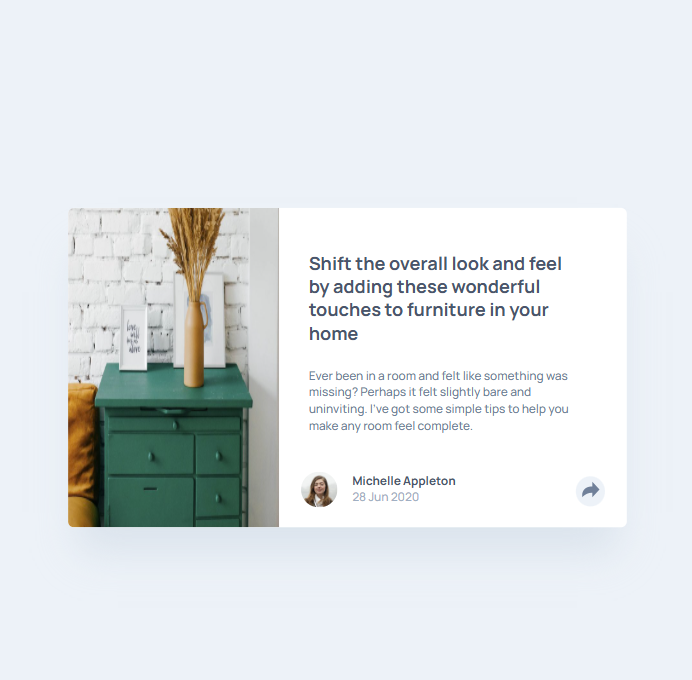 Shift the overall look and feel
by adding these wonderful
touches to furniture in your
home
Ever been in a room and felt like something was
missing? Perhaps it felt slightly bare and
uninviting. I've got some simple tips to help you
make any room feel complete.
Michelle Appleton
28 Jun 2020